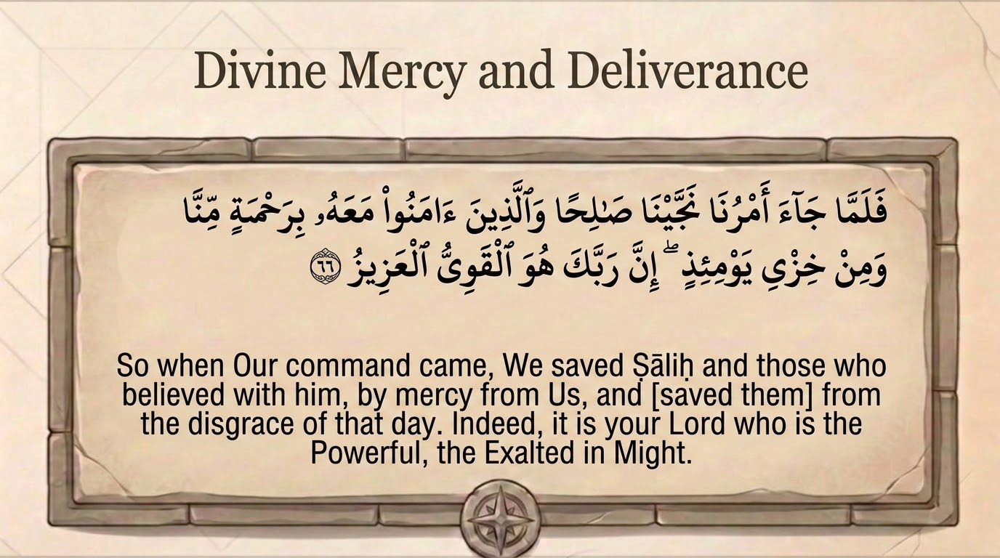 Divine Mercy and Deliverance
فَلَمَّا جَآءَ أَمْرُنَا نَجَّيْنَا صَـٰلِحًا وَٱلَّذِينَ ءَامَنُوا۟ مَعَهُۥ بِرَحْمَةٍ مِّنَّا
وَمِنْ خِزْىِ يَوْمِئِذٍ ۖ إِنَّ رَبَّكَ هُوَ ٱلْقَوِىُّ ٱلْعَزِيزُ ٦٦
So when Our command came, We saved Ṣāliḥ and those who
believed with him, by mercy from Us, and [saved them] from
the disgrace of that day. Indeed, it is your Lord who is the
Powerful, the Exalted in Might.